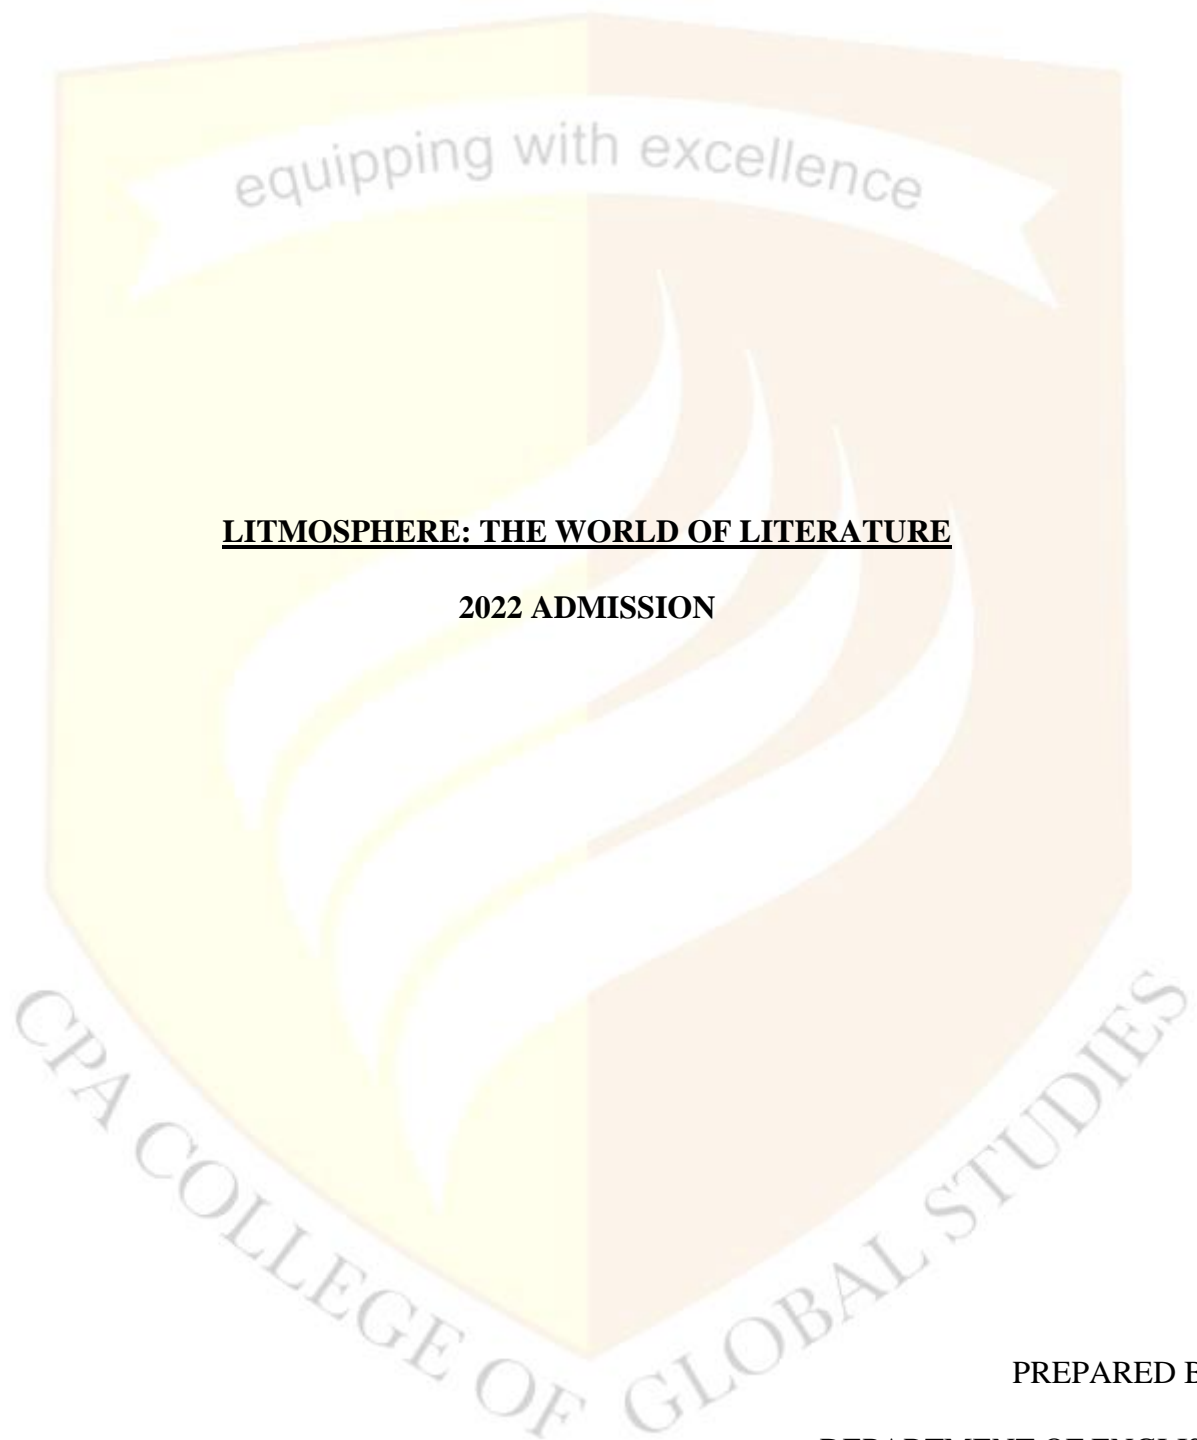 equipping with excellence
LITMOSPHERE: THE WORLD OF LITERATURE
2022 ADMISSION
CPA COLLEGE OF GLOBAL STUDIES
PREPARED